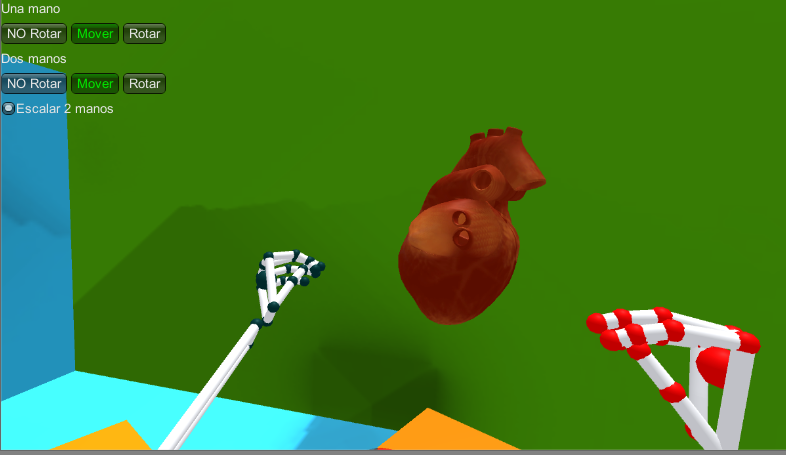 Una mano
NO Rotar Mover Rotar
Dos manos
NO Rotar Mover Rotar
Escalar 2 manos